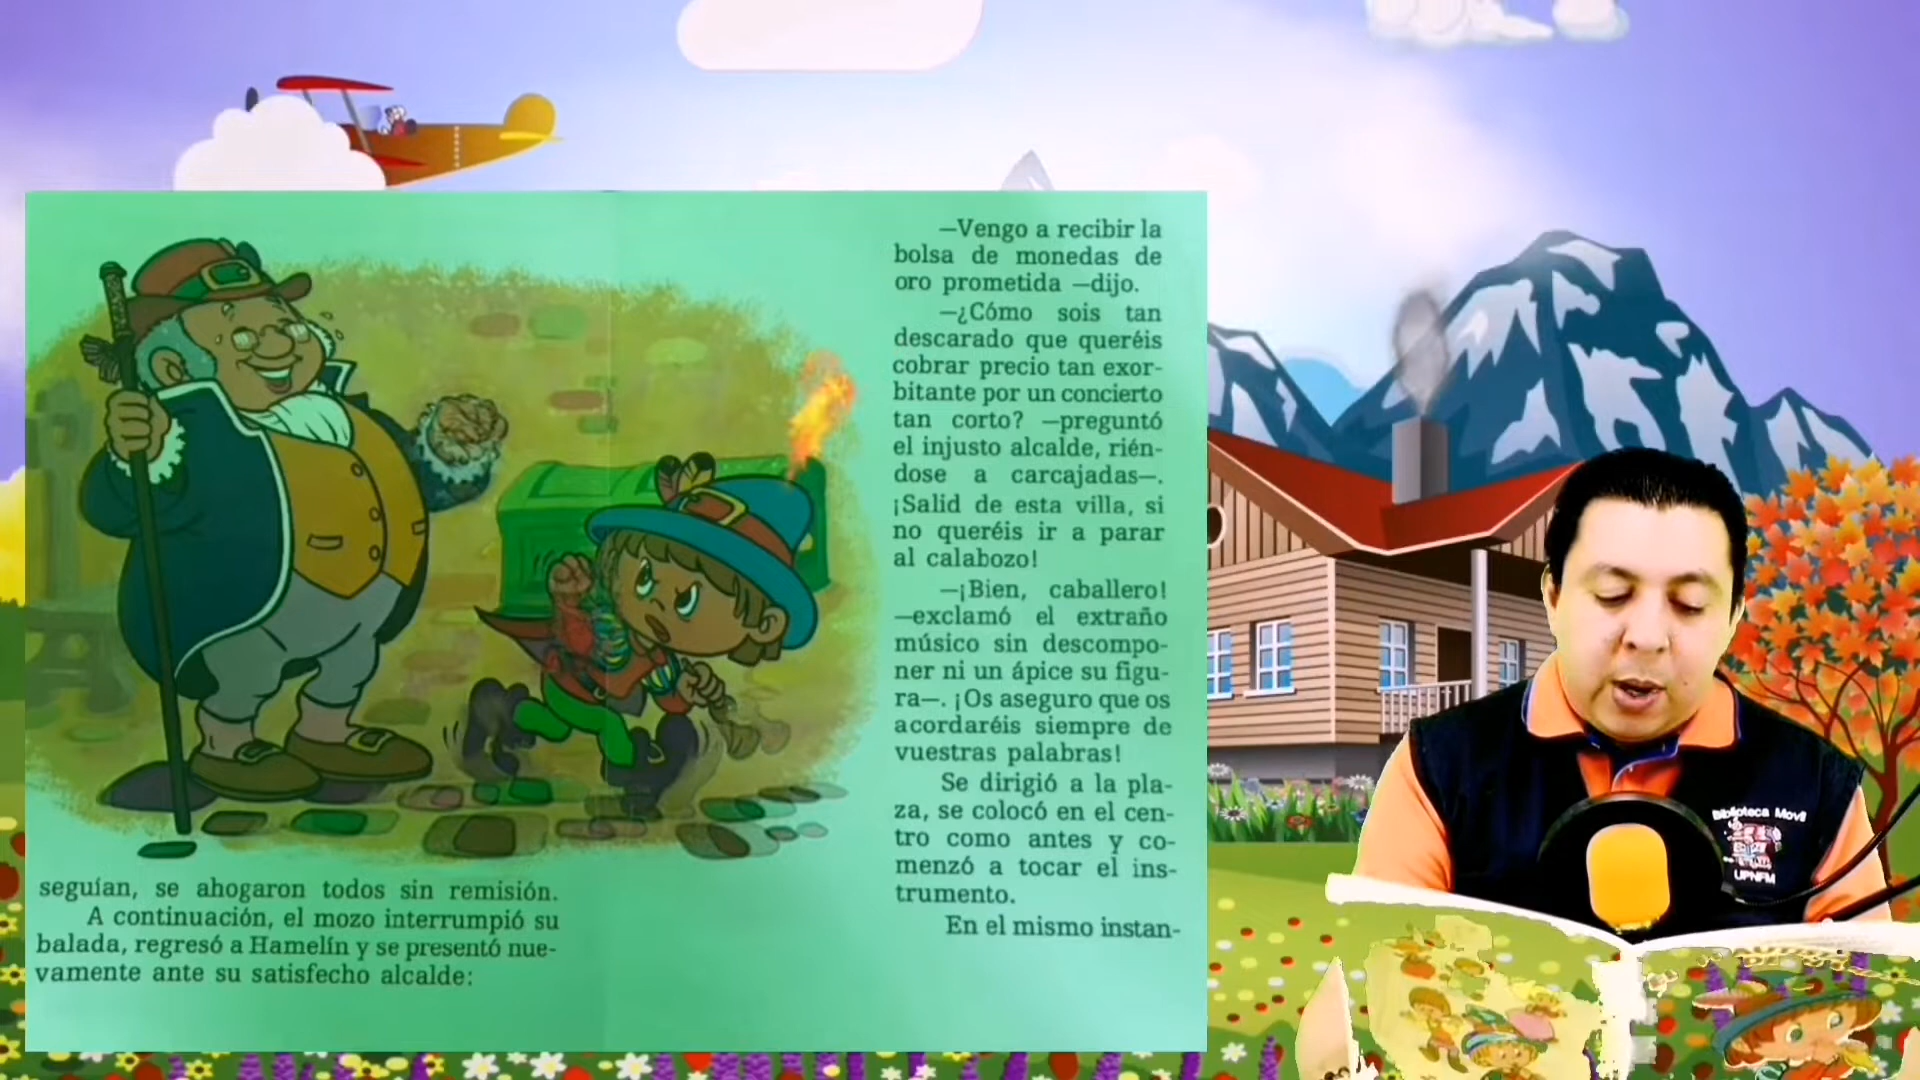 seguían, se ahogaron todos sin remisión.
A continuación, el mozo interrumpió su
balada, regresó a Hamelín y se presentó nue-
vamente ante su satisfecho alcalde:
—Vengo a recibir la
bolsa de monedas de
oro prometida —dijo.
—¿Cómo sois tan
descarado que queréis
cobrar precio tan exor-
bitante por un concierto
tan corto? —preguntó
el injusto alcalde, rién-
dose a carcajadas—.
¡Salid de esta villa, si
no queréis ir a parar
al calabozo!
—¡Bien, caballero!
—exclamó el extraño
músico sin descompo-
ner ni un ápice su figu-
ra—. ¡Os aseguro que os
acordaréis siempre de
vuestras palabras!
Se dirigió a la pla-
za, se colocó en el cen-
tro como antes y co-
menzó a tocar el ins-
trumento.
En el mismo instan-
Biblioteca Movil
UPNFM